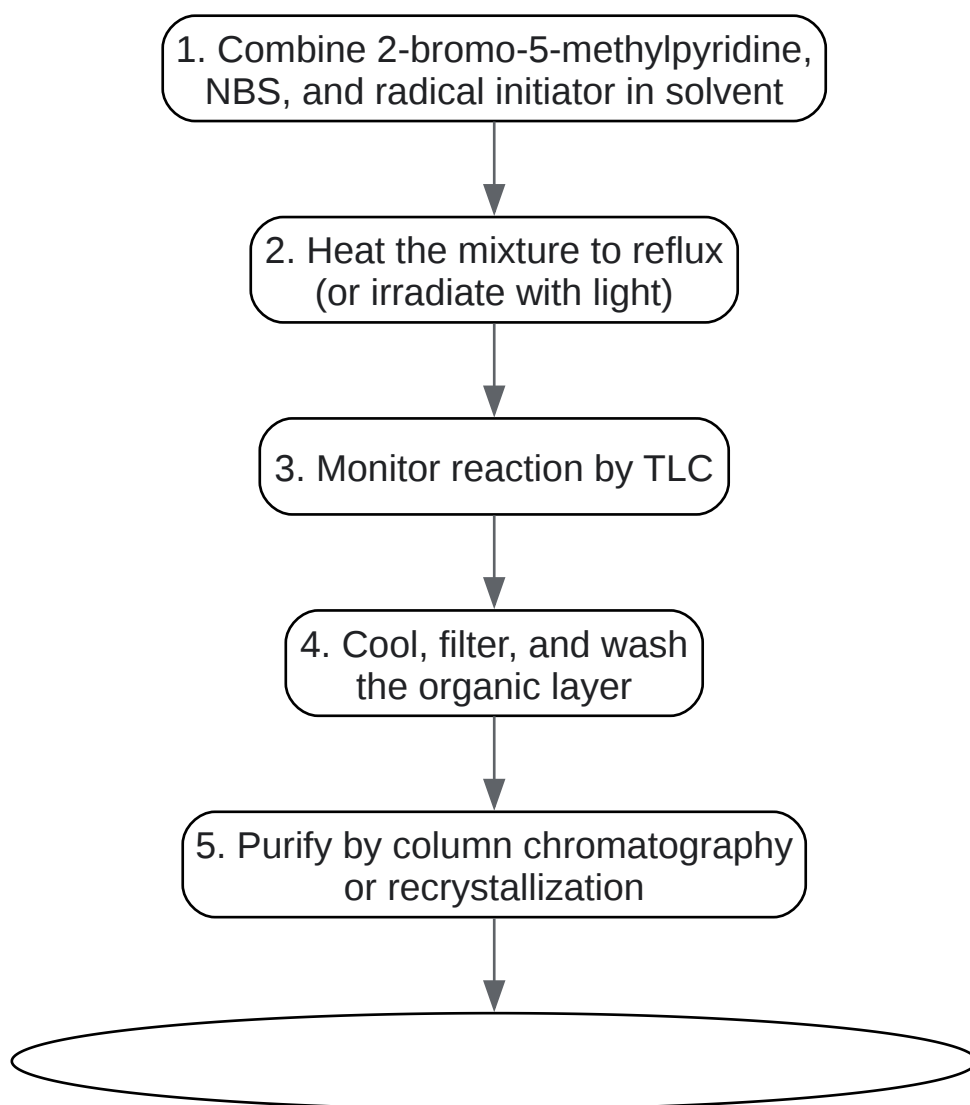 1. Combine 2-bromo-5-methylpyridine,
NBS, and radical initiator in solvent
2. Heat the mixture to reflux
(or irradiate with light)
3. Monitor reaction by TLC
4. Cool, filter, and wash
the organic layer
5. Purify by column chromatography
or recrystallization